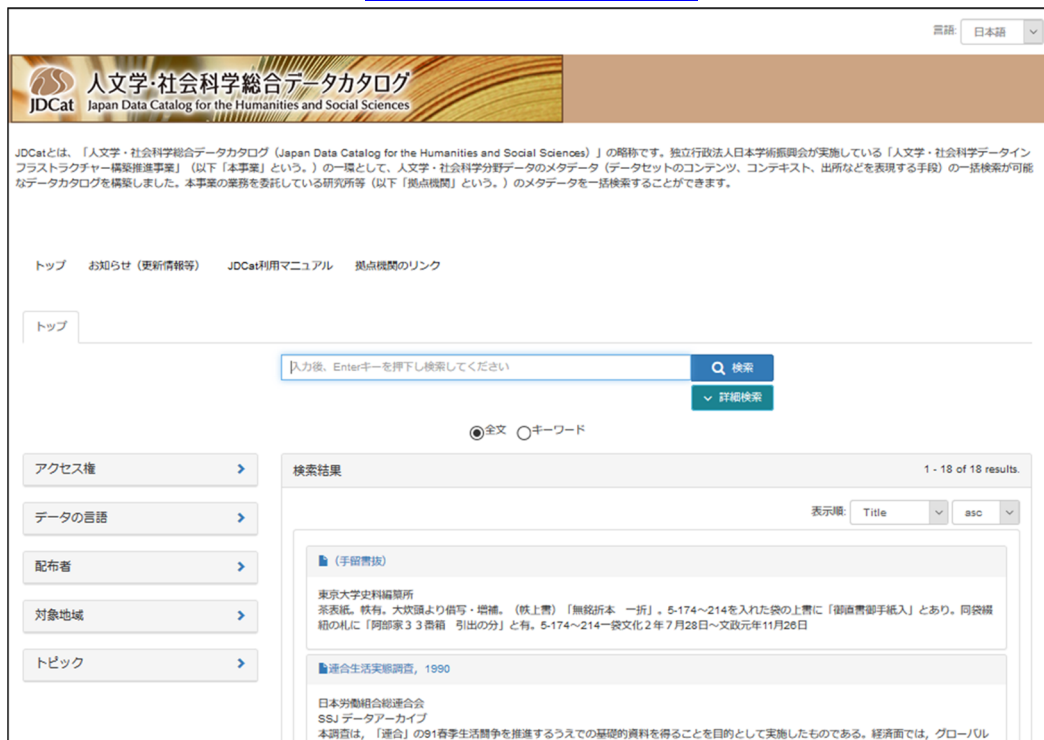 言語: 日本語
人文学・社会科学総合データカタログ
JDCat Japan Data Catalog for the Humanities and Social Sciences
JDCatとは、「人文学・社会科学総合データカタログ（Japan Data Catalog for the Humanities and Social Sciences）」の略称です。独立行政法人日本学術振興会が実施している「人文学・社会科学データイン
フラストラクチャー構築推進事業」（以下「本事業」という。）の一環として、人文学・社会科学分野データのメタデータ（データセットのコンテンツ、コンテキスト、出所などを表現する手段）の一括検索が可能
なデータカタログを構築しました。本事業の業務を委託している研究所等（以下「拠点機関」という。）のメタデータを一括検索することができます。
トップ お知らせ（更新情報等） JDCat利用マニュアル 拠点機関のリンク
トップ
入力後、Enterキーを押下し検索してください 検索
詳細検索
全文 キーワード
アクセス権
データの言語
配布者
対象地域
トピック
検索結果 1 - 18 of 18 results.
表示順: Title asc
（手留書抜）
東京大学史料編纂所
茶表紙。帙有。大炊頭より借写・増補。（帙上書）「無銘折本 一折」。5-174～214を入れた袋の上書に「御直書御手紙入」とあり。同袋綴
紐の札に「阿部家３３番箱 引出の分」と有。5-174～214一袋文化２年７月28日～文政元年11月26日
連合生活実態調査，1990
日本労働組合総連合会
SSJ データアーカイブ
本調査は，「連合」の91春季生活闘争を推進するうえでの基礎的資料を得ることを目的として実施したものである。経済面では，グローバル